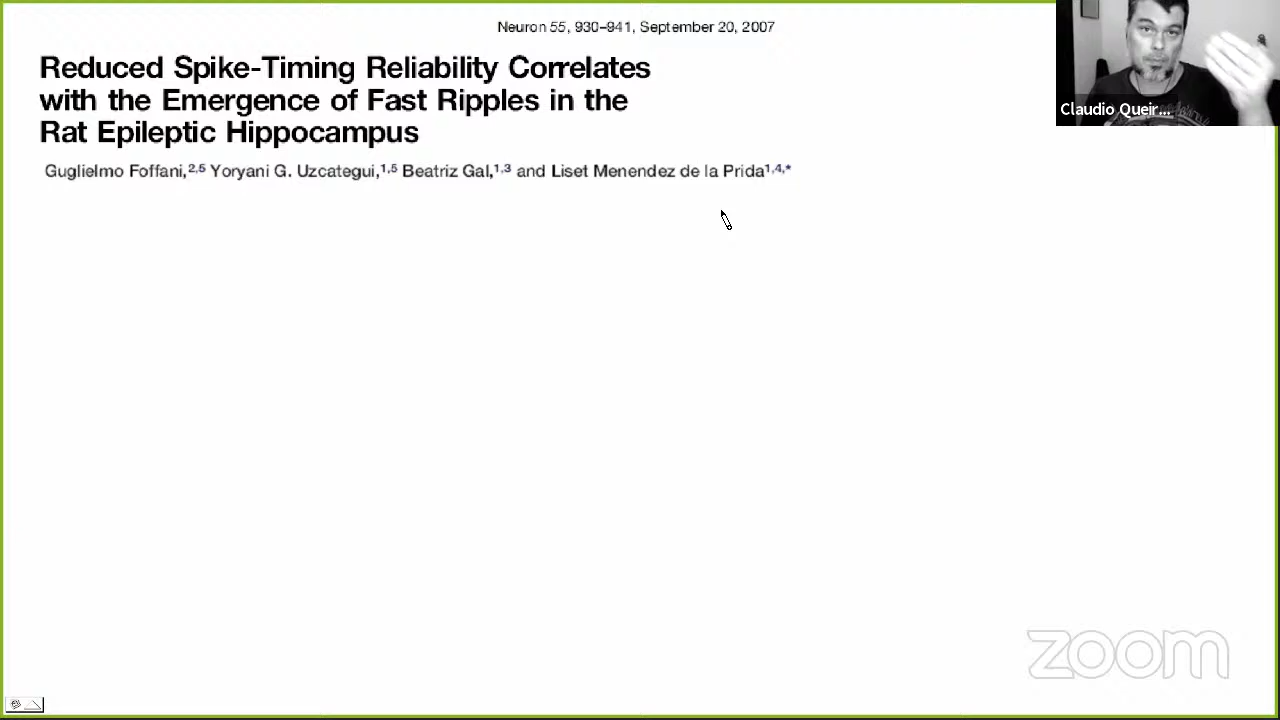 Neuron 55, 930–941, September 20, 2007
Reduced Spike-Timing Reliability Correlates
with the Emergence of Fast Ripples in the
Rat Epileptic Hippocampus
Guglielmo Foffani,2,5 Yoryani G. Uzcategui,1,5 Beatriz Gal,1,3 and Liset Menendez de la Prida1,4,*
Claudio Queir...
zoom